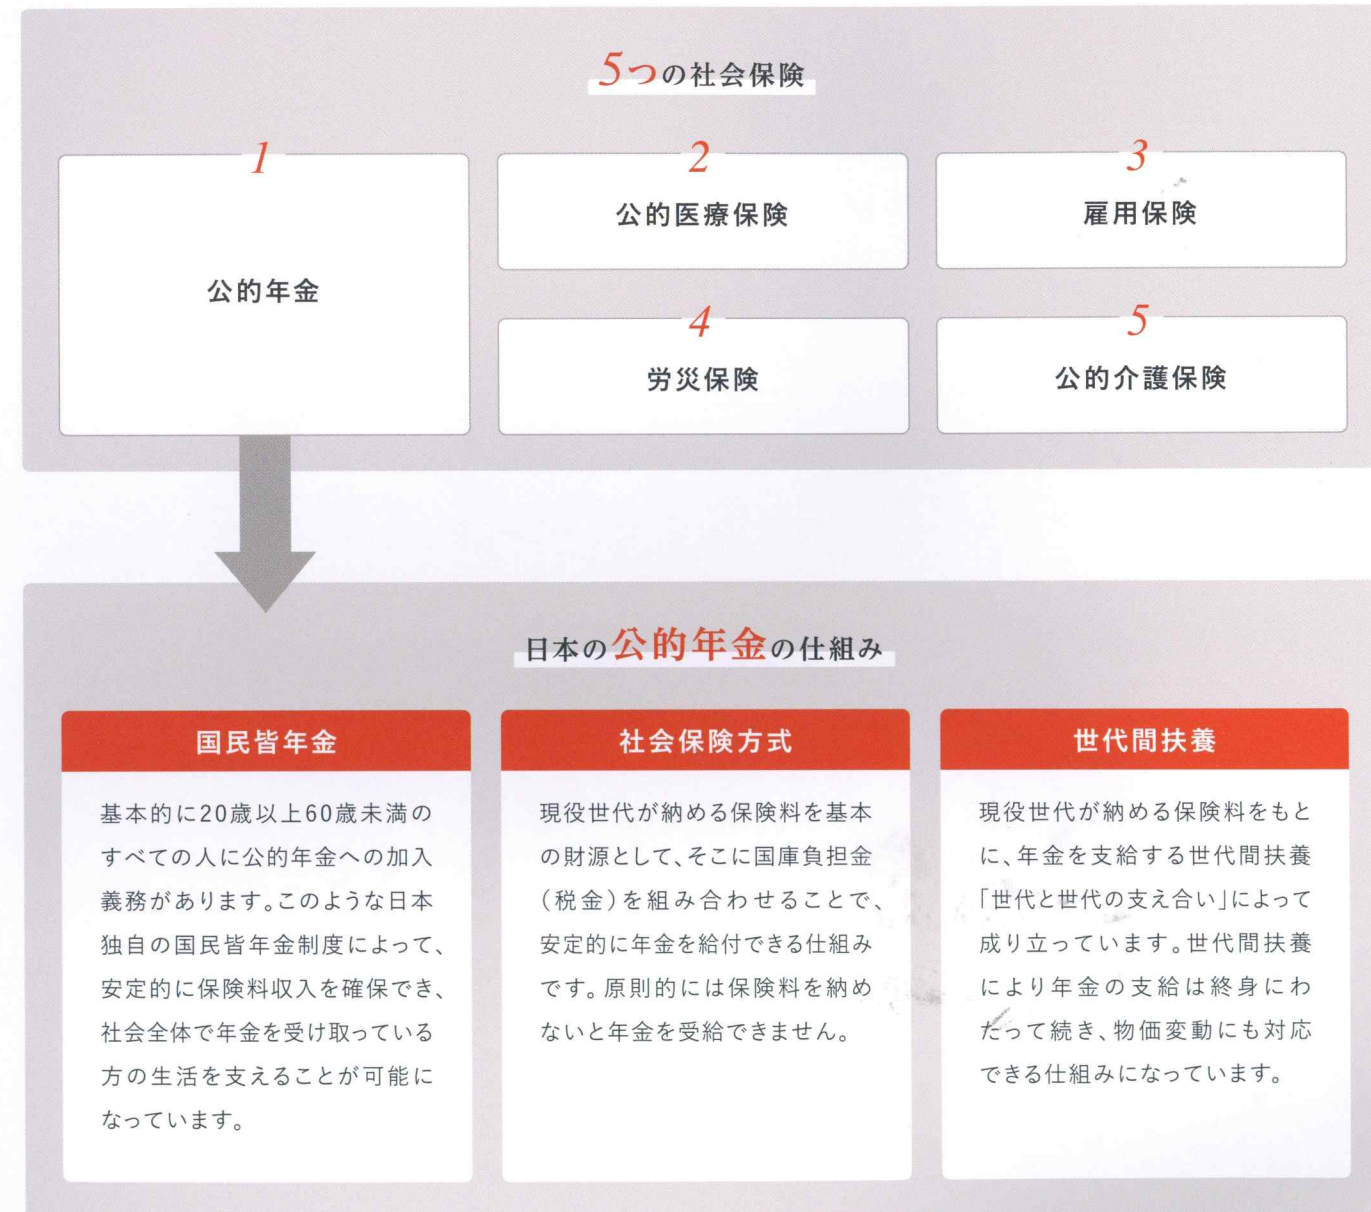 5つの社会保険
1
公的年金
2
公的医療保険
3
雇用保険
4
労災保険
5
公的介護保険
日本の公的年金の仕組み
国民皆年金
基本的に20歳以上60歳未満の
すべての人に公的年金への加入
義務があります。このような日本
独自の国民皆年金制度によって、
安定的に保険料収入を確保でき、
社会全体で年金を受け取っている
方の生活を支えることが可能に
なっています。
社会保険方式
現役世代が納める保険料を基本
の財源として、そこに国庫負担金
（税金）を組み合わせることで、
安定的に年金を給付できる仕組み
です。原則的には保険料を納め
ないと年金を受給できません。
世代間扶養
現役世代が納める保険料をもと
に、年金を支給する世代間扶養
「世代と世代の支え合い」によって
成り立っています。世代間扶養
により年金の支給は終身にわ
たって続き、物価変動にも対応
できる仕組みになっています。